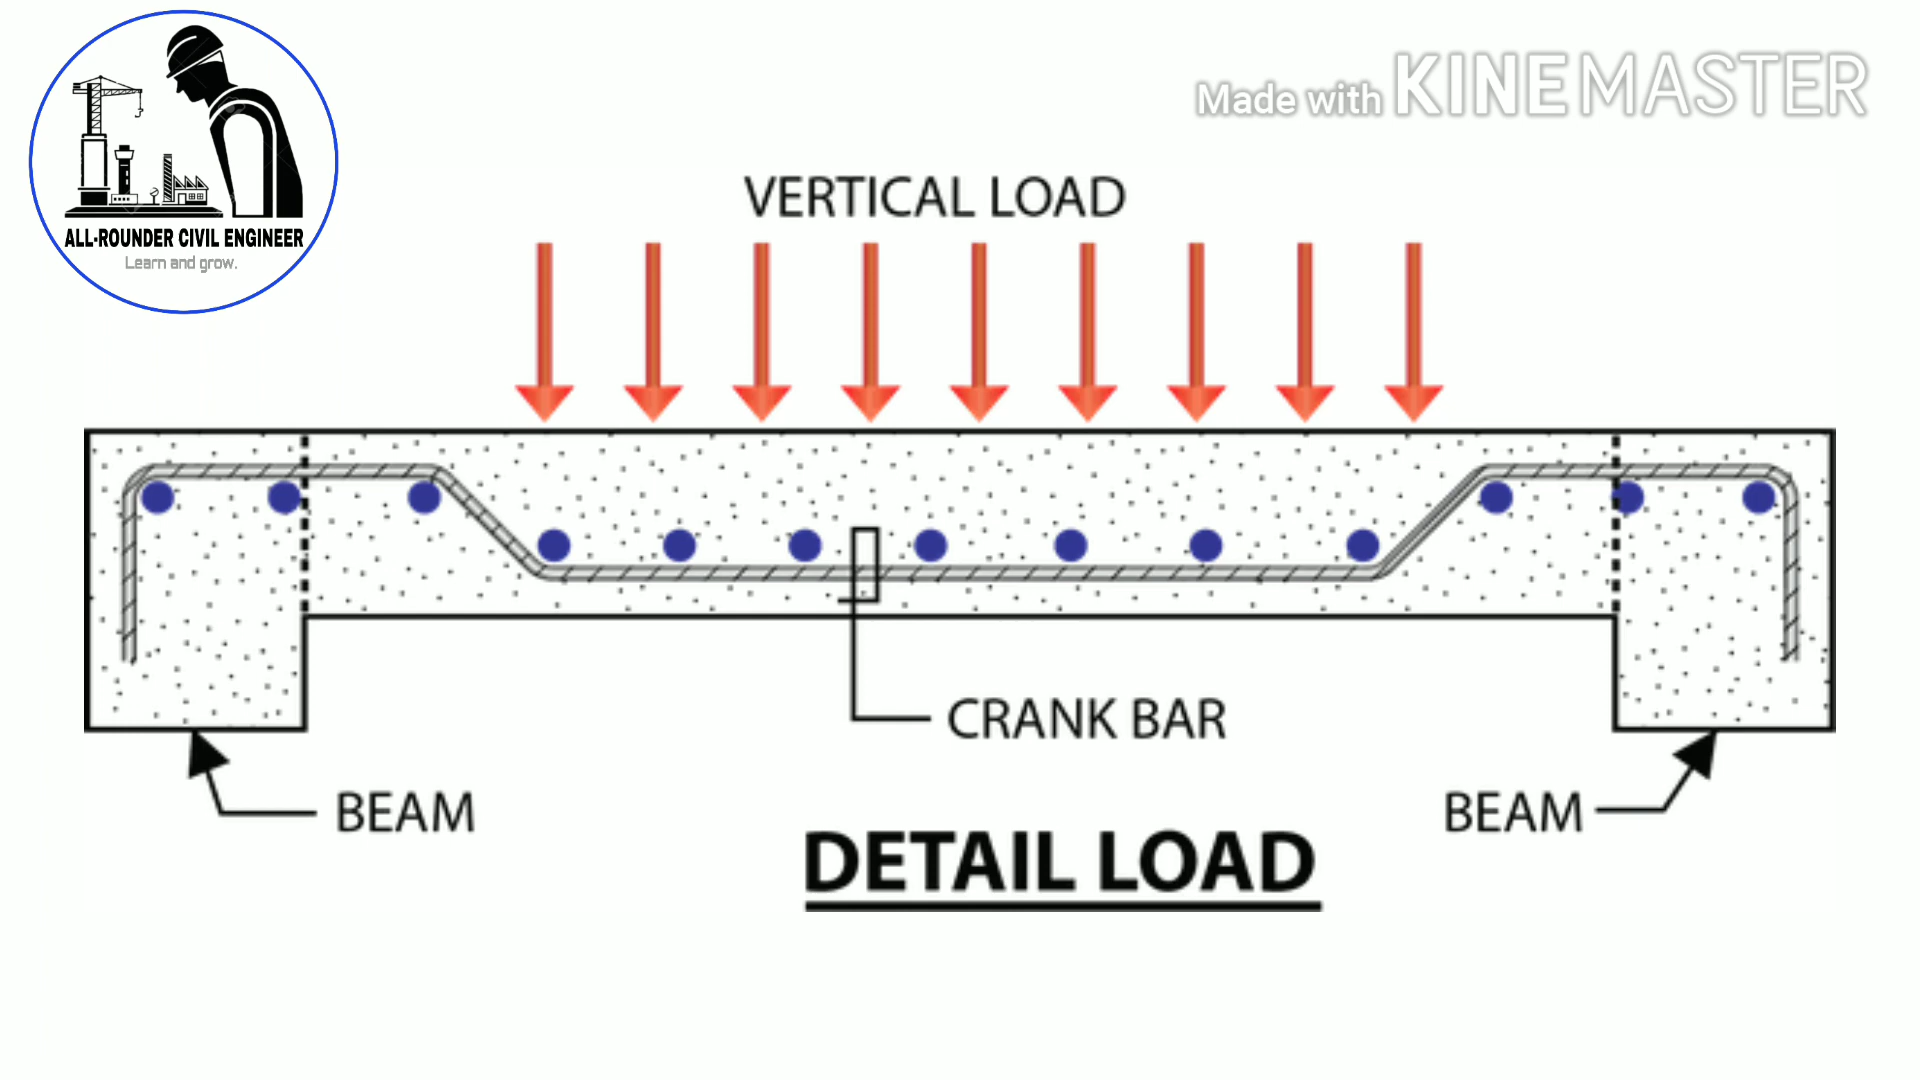 ALL-ROUNDER CIVIL ENGINEER
Learn and grow.
Made with KINEMASTER
VERTICAL LOAD
CRANK BAR
BEAM
BEAM
DETAIL LOAD